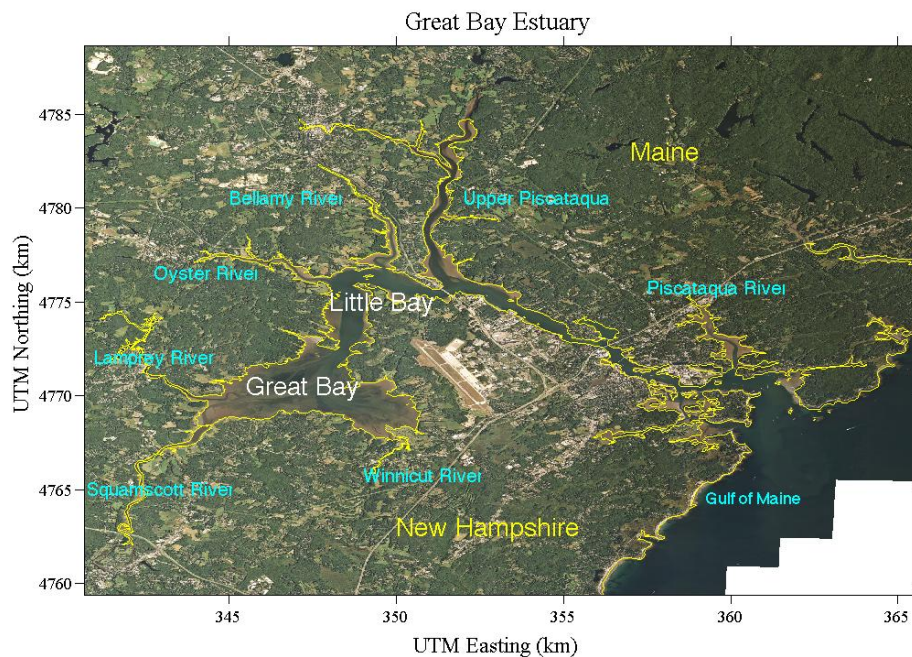 Great Bay Estuary
4785
Maine
4780
Bellamy River
Upper Piscataqua
Oyster River
Piscataqua River
4775
Little Bay
Lamprey River
4770
Great Bay
Winnicut River
4765
Squamscott River
Gulf of Maine
New Hampshire
4760
345
350
355
360
365
UTM Easting (km)
UTM Northing (km)